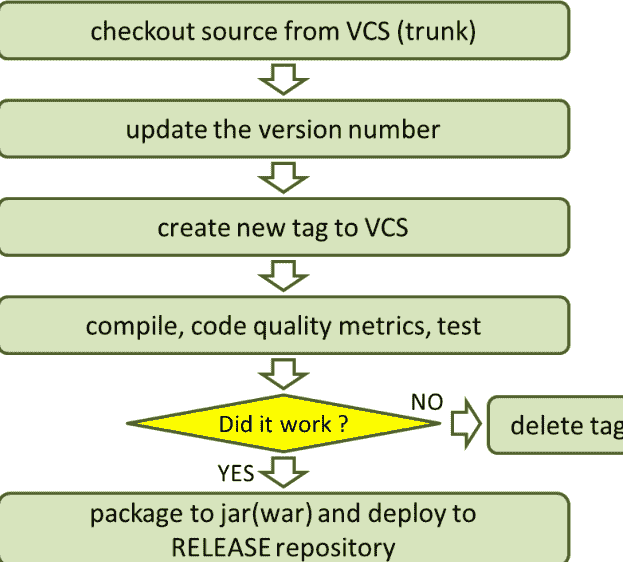 checkout source from VCS (trunk)
update the version number
create new tag to VCS
compile, code quality metrics, test
Did it work ?
NO
delete tag
YES
package to jar(war) and deploy to
RELEASE repository